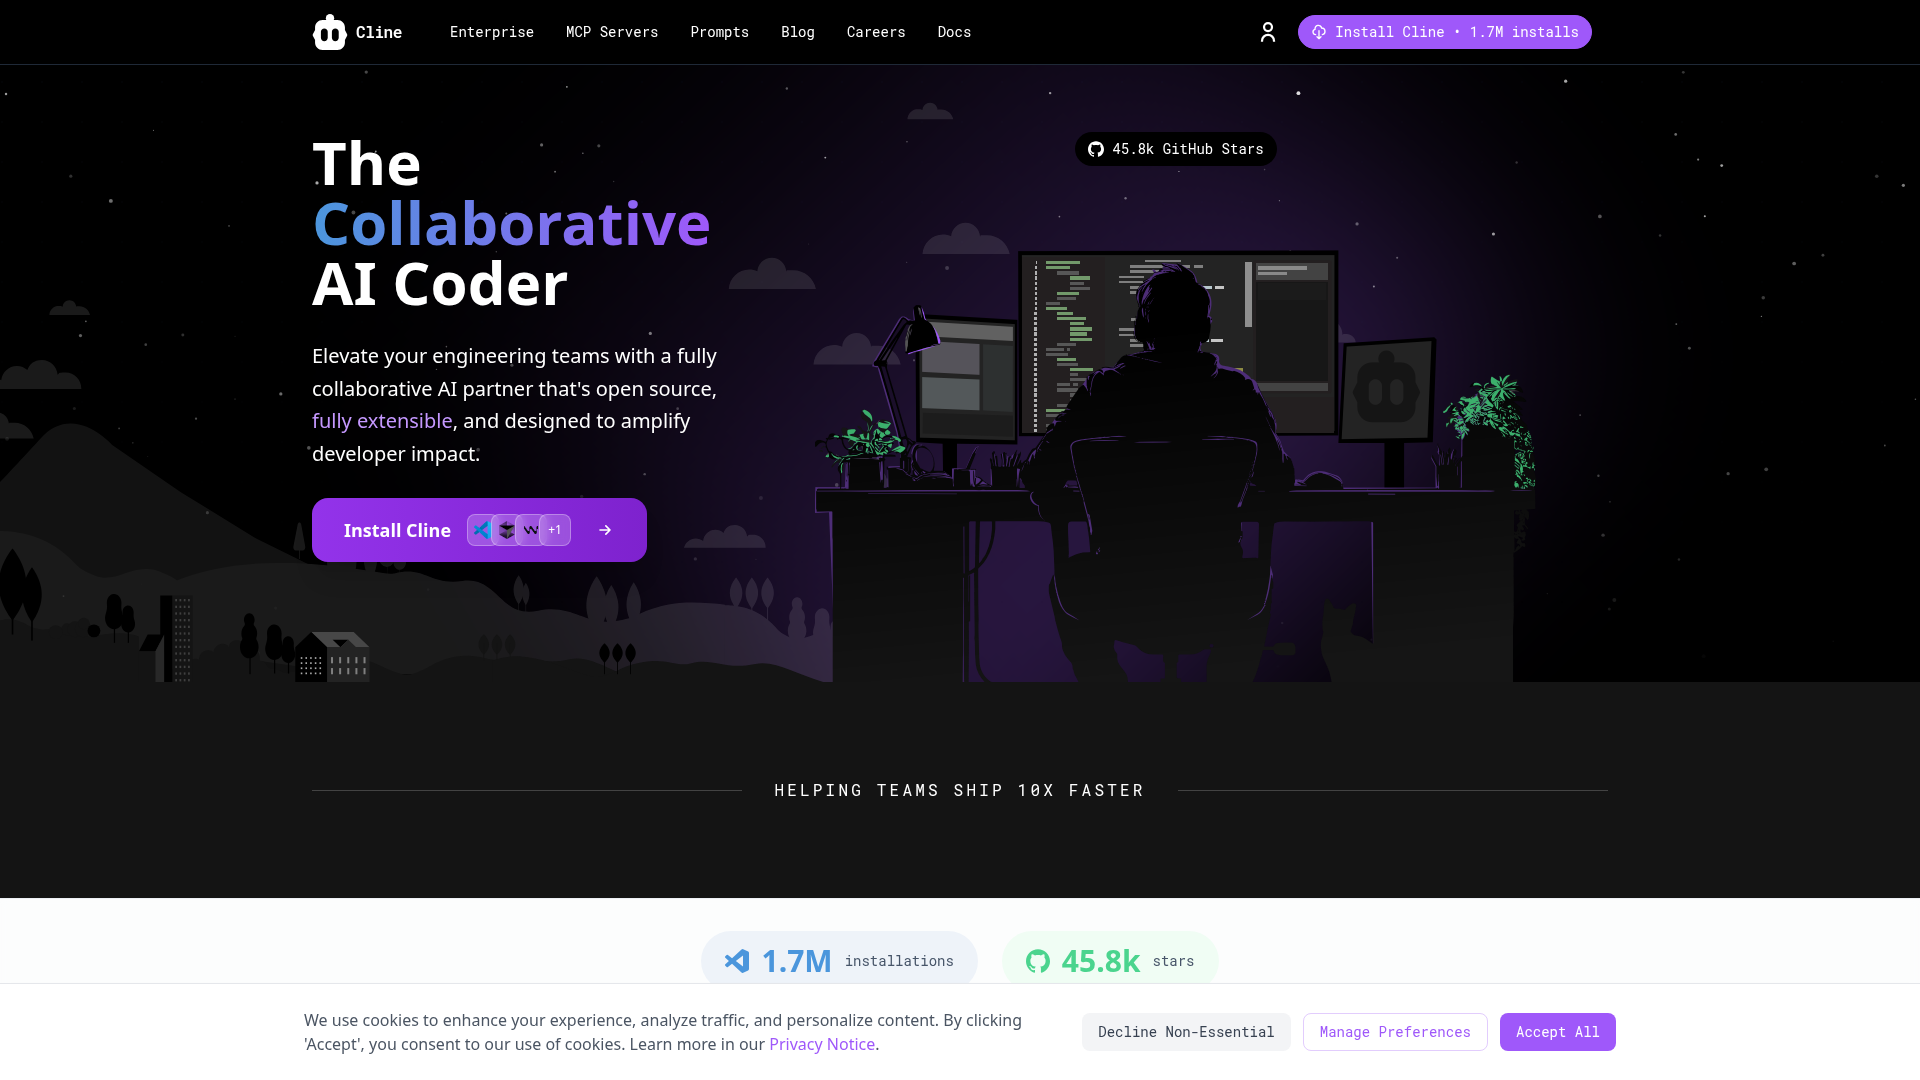 Cline
Enterprise
MCP Servers
Prompts
Blog
Careers
Docs
Install Cline • 1.7M installs
45.8k GitHub Stars
The
Collaborative
AI Coder
Elevate your engineering teams with a fully
collaborative AI partner that's open source,
fully extensible, and designed to amplify
developer impact.
Install Cline +1
HELPING TEAMS SHIP 10X FASTER
1.7M installations
45.8k stars
We use cookies to enhance your experience, analyze traffic, and personalize content. By clicking
'Accept', you consent to our use of cookies. Learn more in our Privacy Notice.
Decline Non-Essential
Manage Preferences
Accept All